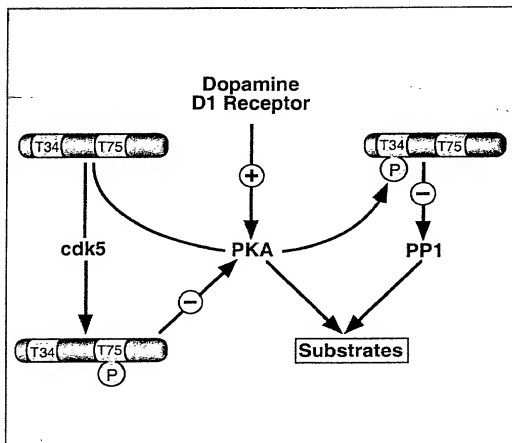 Dopamine
D1 Receptor
T34 T75
T34 T75
P
+
−
cdk5
PKA
PP1
−
T34 T75
P
Substrates